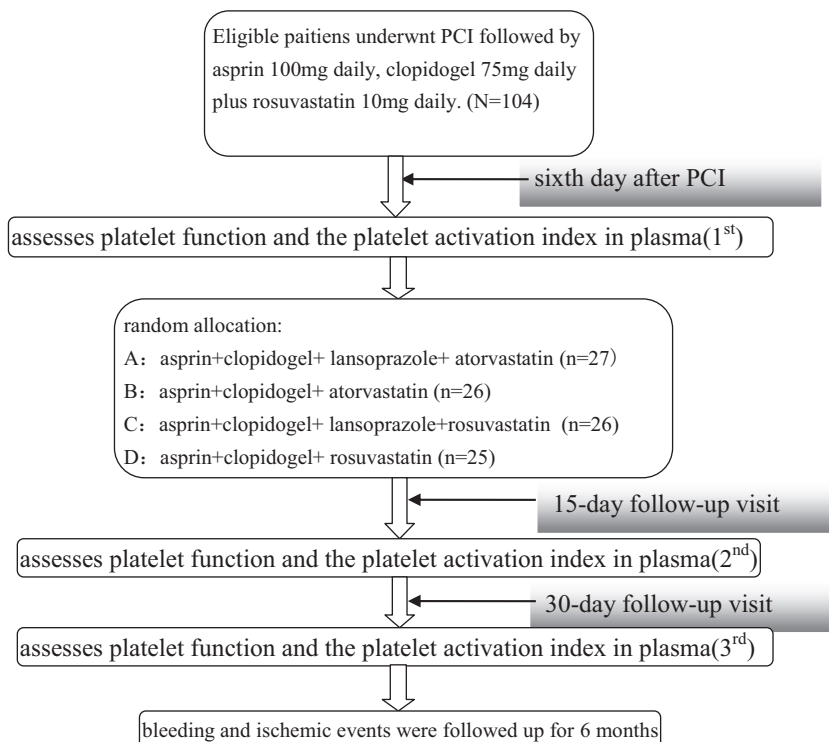 Eligible paitiens underwnt PCI followed by
asprin 100mg daily, clopidogel 75mg daily
plus rosuvastatin 10mg daily. (N=104)
sixth day after PCI
assesses platelet function and the platelet activation index in plasma(1st)
random allocation:
A：asprin+clopidogel+ lansoprazole+ atorvastatin (n=27）
B：asprin+clopidogel+ atorvastatin (n=26)
C：asprin+clopidogel+ lansoprazole+rosuvastatin (n=26)
D：asprin+clopidogel+ rosuvastatin (n=25)
15-day follow-up visit
assesses platelet function and the platelet activation index in plasma(2nd)
30-day follow-up visit
assesses platelet function and the platelet activation index in plasma(3rd)
bleeding and ischemic events were followed up for 6 months